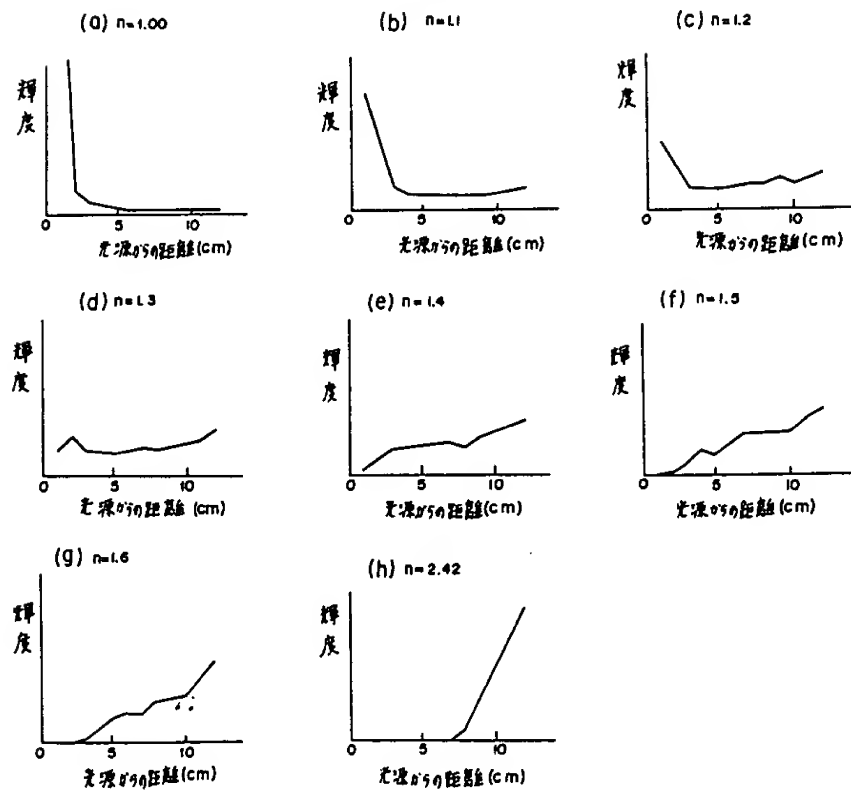 (a) n=1.00
輝度
0 5 10
光源からの距離(cm)
(b) n=1.1
輝度
0 5 10
光源からの距離(cm)
(c) n=1.2
輝度
0 5 10
光源からの距離(cm)
(d) n=1.3
輝度
0 5 10
光源からの距離(cm)
(e) n=1.4
輝度
0 5 10
光源からの距離(cm)
(f) n=1.5
輝度
0 5 10
光源からの距離(cm)
(g) n=1.6
輝度
0 5 10
光源からの距離(cm)
(h) n=2.42
輝度
0 5 10
光源からの距離(cm)